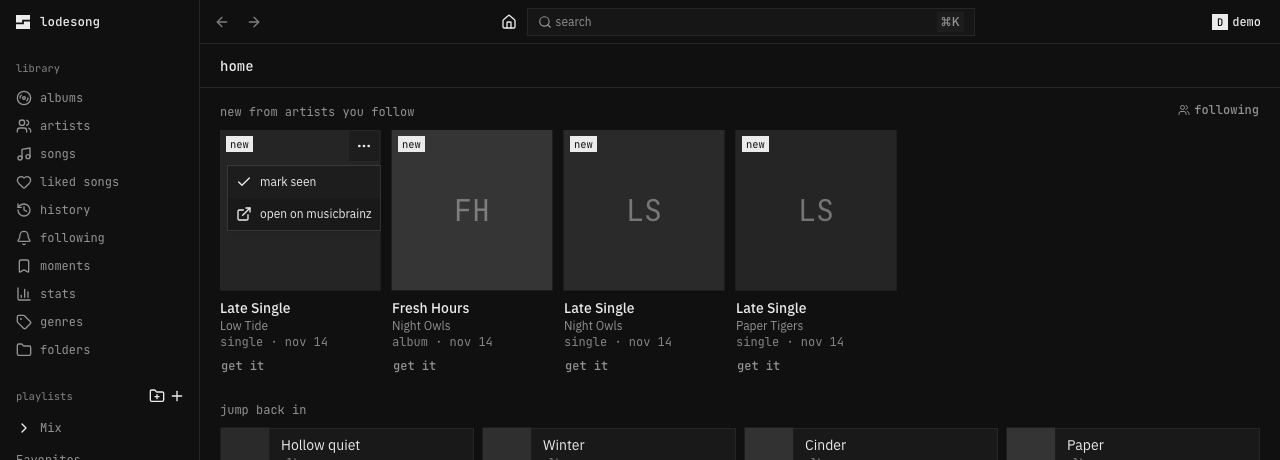 lodesong
search
⌘K
D demo
library
albums
artists
songs
liked songs
history
following
moments
stats
genres
folders
playlists
Mix
Favorites
home
new from artists you follow
following
new
mark seen
open on musicbrainz
Late Single
Low Tide
single · nov 14
get it
new
FH
Fresh Hours
Night Owls
album · nov 14
get it
new
LS
Late Single
Night Owls
single · nov 14
get it
new
LS
Late Single
Paper Tigers
single · nov 14
get it
jump back in
Hollow quiet
Winter
Cinder
Paper